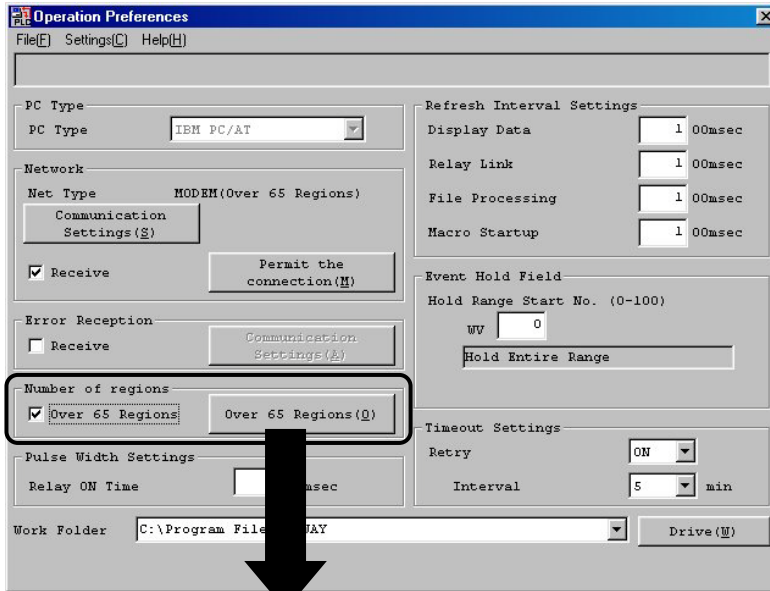 Operation Preferences
File(F) Settings(C) Help(H)
PC Type
PC Type IBM PC/AT
Network
Net Type MODEM(Over 65 Regions)
Communication
Settings(S)
Receive
Permit the
connection(M)
Error Reception
Receive
Communication
Settings(A)
Number of regions
Over 65 Regions
Over 65 Regions(O)
Pulse Width Settings
Relay ON Time
Refresh Interval Settings
Display Data 1 00msec
Relay Link 1 00msec
File Processing 1 00msec
Macro Startup 1 00msec
Event Hold Field
Hold Range Start No. (0-100)
WV 0
Hold Entire Range
Timeout Settings
Retry ON
Interval 5 min
Work Folder C:\Program
Drive(W)